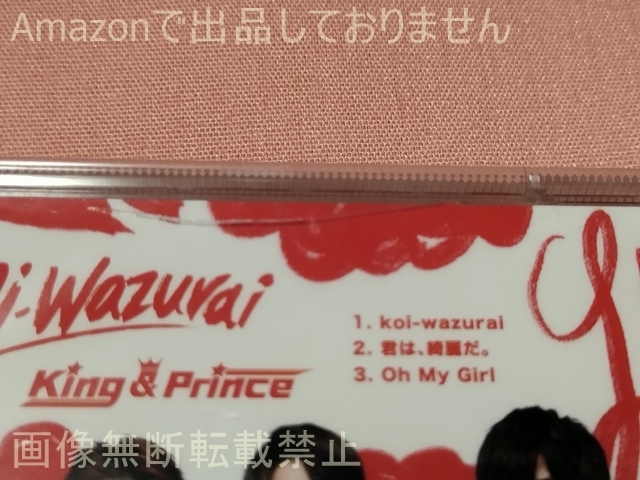 Amazonで出品しておりません
i-Wazurai
King & Prince
1. koi-wazurai
2. 君は、綺麗だ。
3. Oh My Girl
画像無断転載禁止